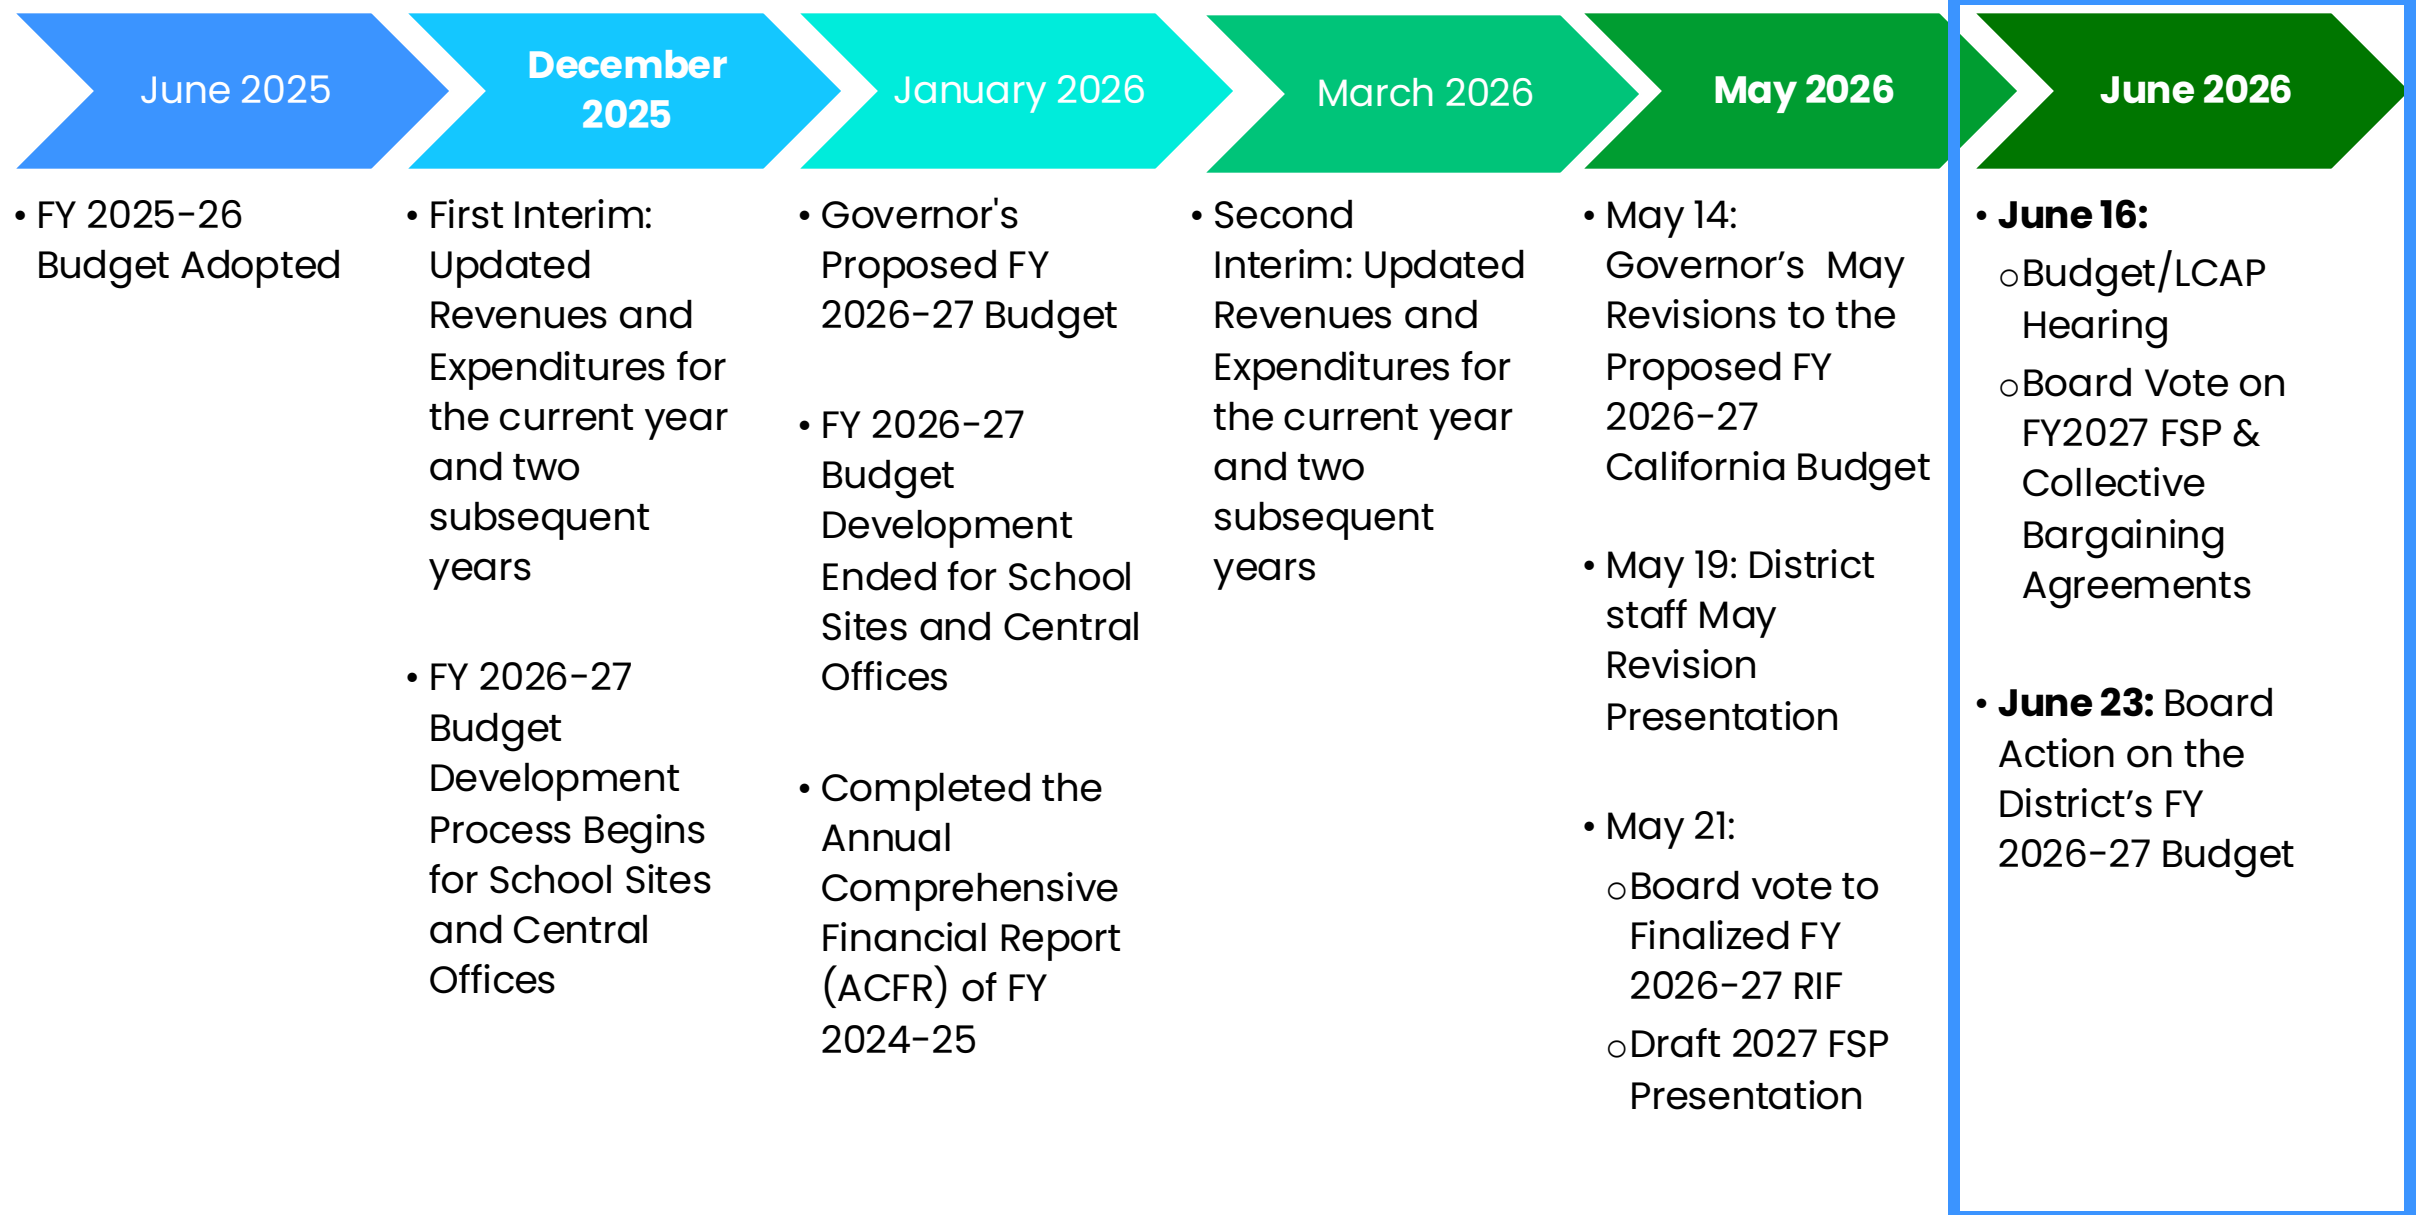 June 2025
December
2025
January 2026
March 2026
May 2026
June 2026
• FY 2025-26
Budget Adopted
• First Interim:
Updated
Revenues and
Expenditures for
the current year
and two
subsequent
years
• FY 2026-27
Budget
Development
Process Begins
for School Sites
and Central
Offices
• Governor's
Proposed FY
2026-27 Budget
• FY 2026-27
Budget
Development
Ended for School
Sites and Central
Offices
• Completed the
Annual
Comprehensive
Financial Report
(ACFR) of FY
2024-25
• Second
Interim: Updated
Revenues and
Expenditures for
the current year
and two
subsequent
years
• May 14:
Governor’s  May
Revisions to the
Proposed FY
2026-27
California Budget
• May 19: District
staff May
Revision
Presentation
• May 21:
○Board vote to
Finalized FY
2026-27 RIF
○Draft 2027 FSP
Presentation
• June 16:
○Budget/LCAP
Hearing
○Board Vote on
FY2027 FSP &
Collective
Bargaining
Agreements
• June 23: Board
Action on the
District’s FY
2026-27 Budget